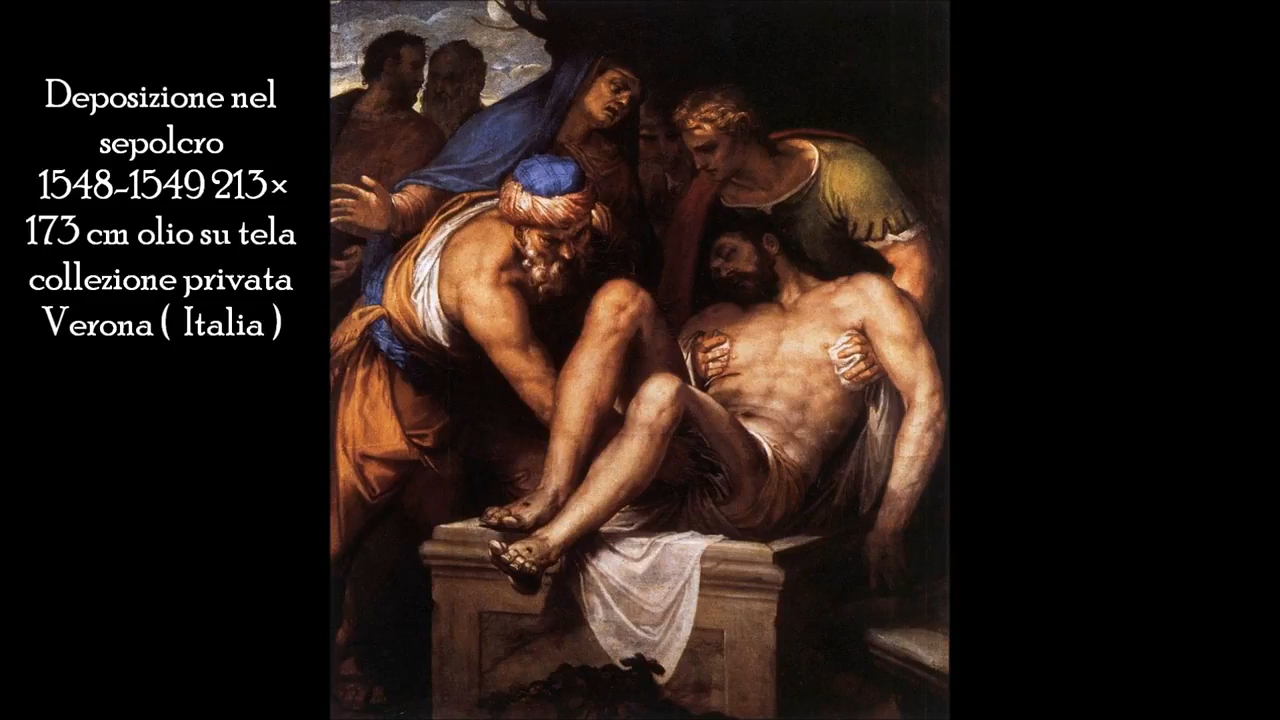 Deposizione nel
sepolcro
1548-1549 213×
173 cm olio su tela
collezione privata
Verona ( Italia )